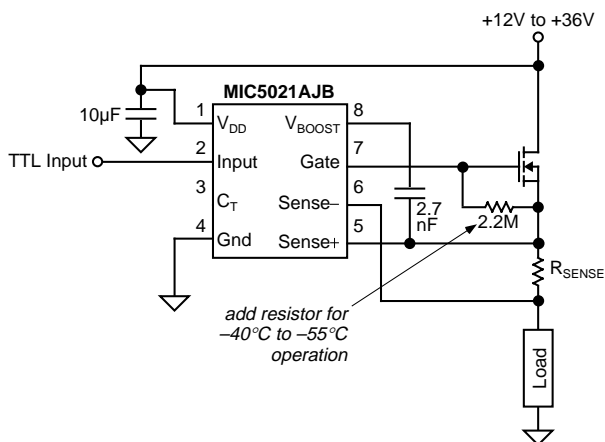 +12V to +36V
MIC5021AJB
10µF
1
8
VDD
VBOOST
TTL Input
2
7
Input
Gate
3
6
CT
Sense−
2.7
nF
2.2M
4
5
Gnd
Sense+
RSENSE
add resistor for
–40°C to –55°C
operation
Load